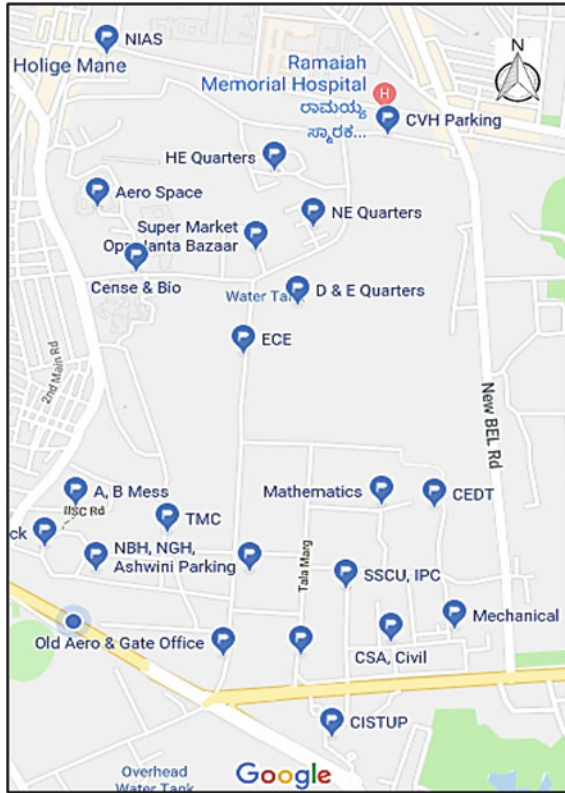 NIAS
Holige Mane
N
Ramaiah
Memorial Hospital
ರಾಮಯ್ಯ
ಸ್ಮಾರಕ...
H
CVH Parking
HE Quarters
Aero Space
NE Quarters
Super Market
Opp Janta Bazaar
Cense & Bio
Water Tank
D & E Quarters
ECE
2nd Main Rd
New BEL Rd
A, B Mess
IISC Rd
Mathematics
CEDT
TMC
ck
NBH, NGH,
Ashwini Parking
Tala Marg
SSCU, IPC
Mechanical
Old Aero & Gate Office
CSA, Civil
CISTUP
Overhead
Water Tank
Google